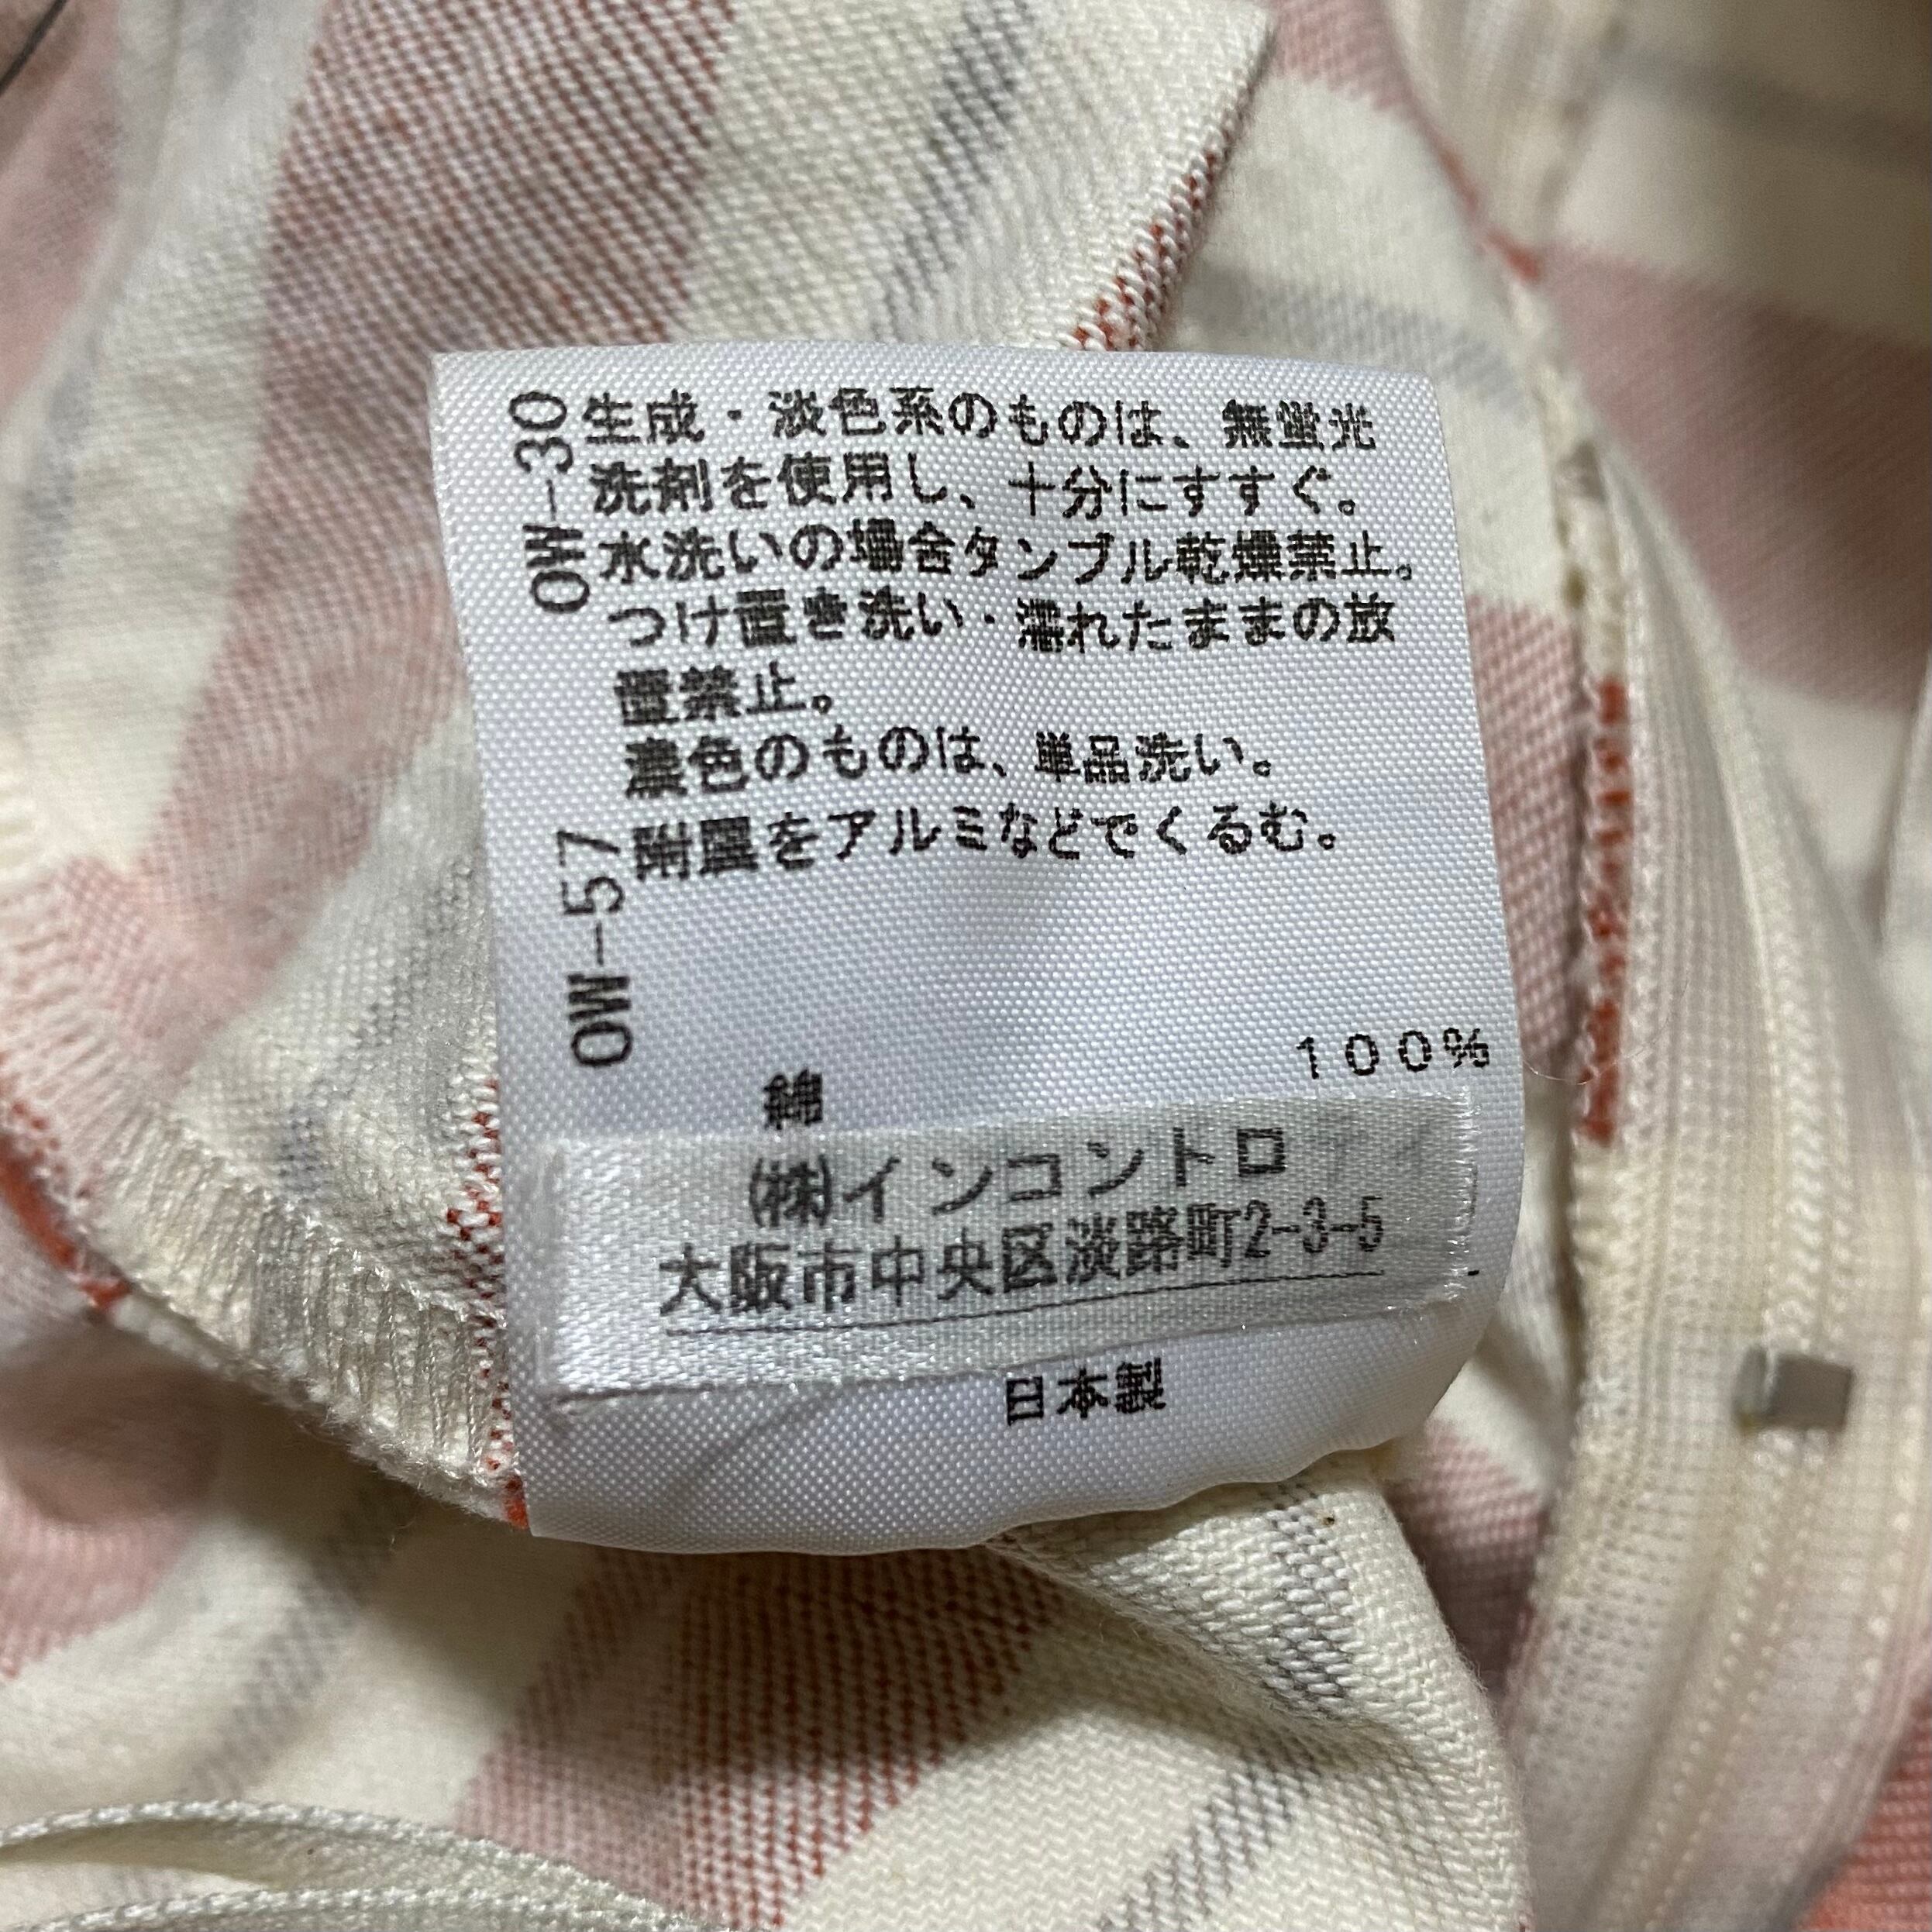 OW-30
生成・淡色系のものは、無蛍光
洗剤を使用し、十分にすすぐ。
水洗いの場合タンブル乾燥禁止。
つけ置き洗い・濡れたままの放
置禁止。
濃色のものは、単品洗い。
附属をアルミなどでくるむ。
OW-57
綿 100%
(株)インコントロ
大阪市中央区淡路町2-3-5
日本製